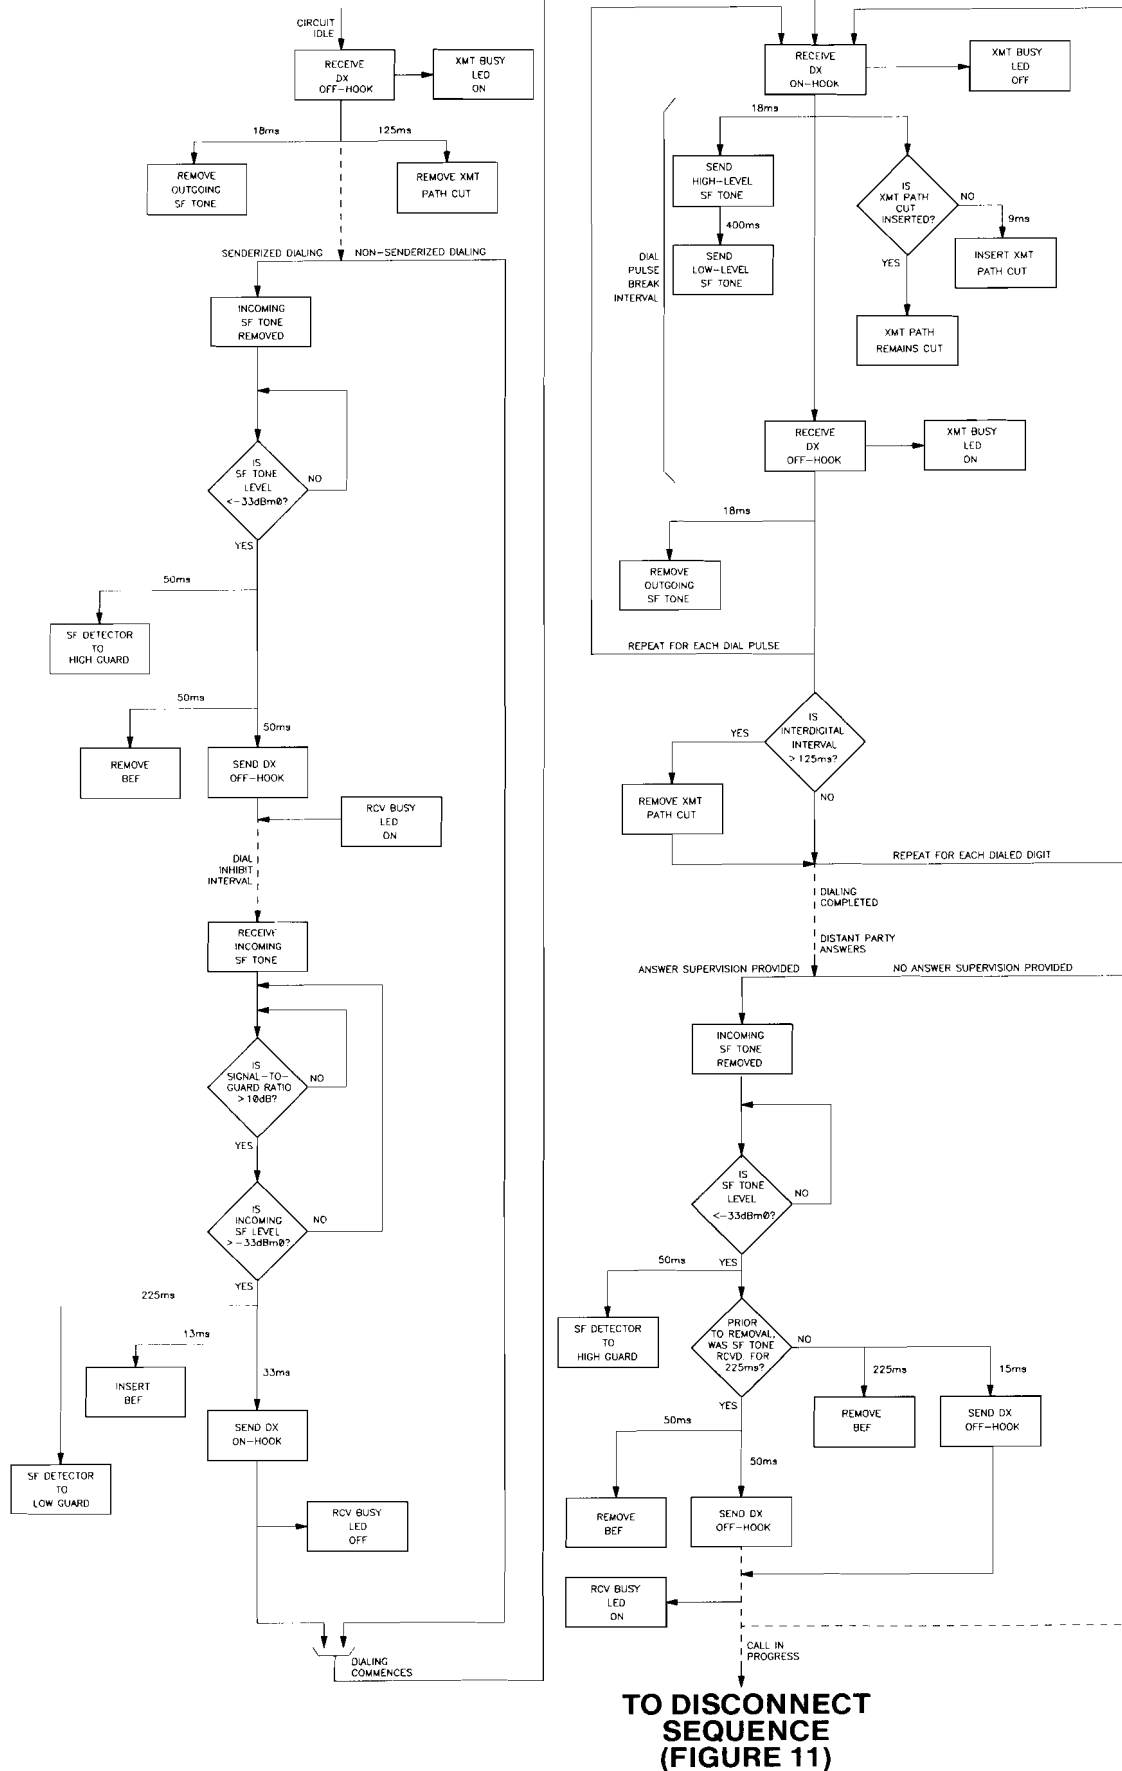 CIRCUIT
IDLE
RECEIVE
DX
OFF-HOOK
XMT BUSY
LED
ON
18ms
125ms
REMOVE
OUTGOING
SF TONE
REMOVE XMT
PATH CUT
SENDERIZED DIALING
NON-SENDERIZED DIALING
INCOMING
SF TONE
REMOVED
IS
SF TONE
LEVEL
<-33dBm0?
NO
YES
50ms
SF DETECTOR
TO
HIGH GUARD
50ms
50ms
REMOVE
BEF
SEND DX
OFF-HOOK
RCV BUSY
LED
ON
DIAL
INHIBIT
INTERVAL
RECEIVE
INCOMING
SF TONE
IS
SIGNAL-TO-
GUARD RATIO
>10dB?
NO
YES
IS
INCOMING
SF LEVEL
>-33dBm0?
NO
YES
225ms
13ms
33ms
INSERT
BEF
SEND DX
ON-HOOK
SF DETECTOR
TO
LOW GUARD
RCV BUSY
LED
OFF
DIALING
COMMENCES
RECEIVE
DX
ON-HOOK
XMT BUSY
LED
OFF
18ms
SEND
HIGH-LEVEL
SF TONE
400ms
SEND
LOW-LEVEL
SF TONE
IS
XMT PATH
CUT
INSERTED?
NO
9ms
INSERT XMT
PATH CUT
YES
XMT PATH
REMAINS CUT
DIAL
PULSE
BREAK
INTERVAL
RECEIVE
DX
OFF-HOOK
XMT BUSY
LED
ON
18ms
REMOVE
OUTGOING
SF TONE
REPEAT FOR EACH DIAL PULSE
IS
INTERDIGITAL
INTERVAL
>125ms?
YES
NO
REMOVE XMT
PATH CUT
REPEAT FOR EACH DIALED DIGIT
DIALING
COMPLETED
DISTANT PARTY
ANSWERS
ANSWER SUPERVISION PROVIDED
NO ANSWER SUPERVISION PROVIDED
INCOMING
SF TONE
REMOVED
IS
SF TONE
LEVEL
<-33dBm0?
NO
YES
50ms
SF DETECTOR
TO
HIGH GUARD
PRIOR
TO REMOVAL,
WAS SF TONE
RCVD. FOR
225ms?
NO
225ms
15ms
REMOVE
BEF
SEND DX
OFF-HOOK
YES
50ms
50ms
REMOVE
BEF
SEND DX
OFF-HOOK
RCV BUSY
LED
ON
CALL IN
PROGRESS
TO DISCONNECT
SEQUENCE
(FIGURE 11)